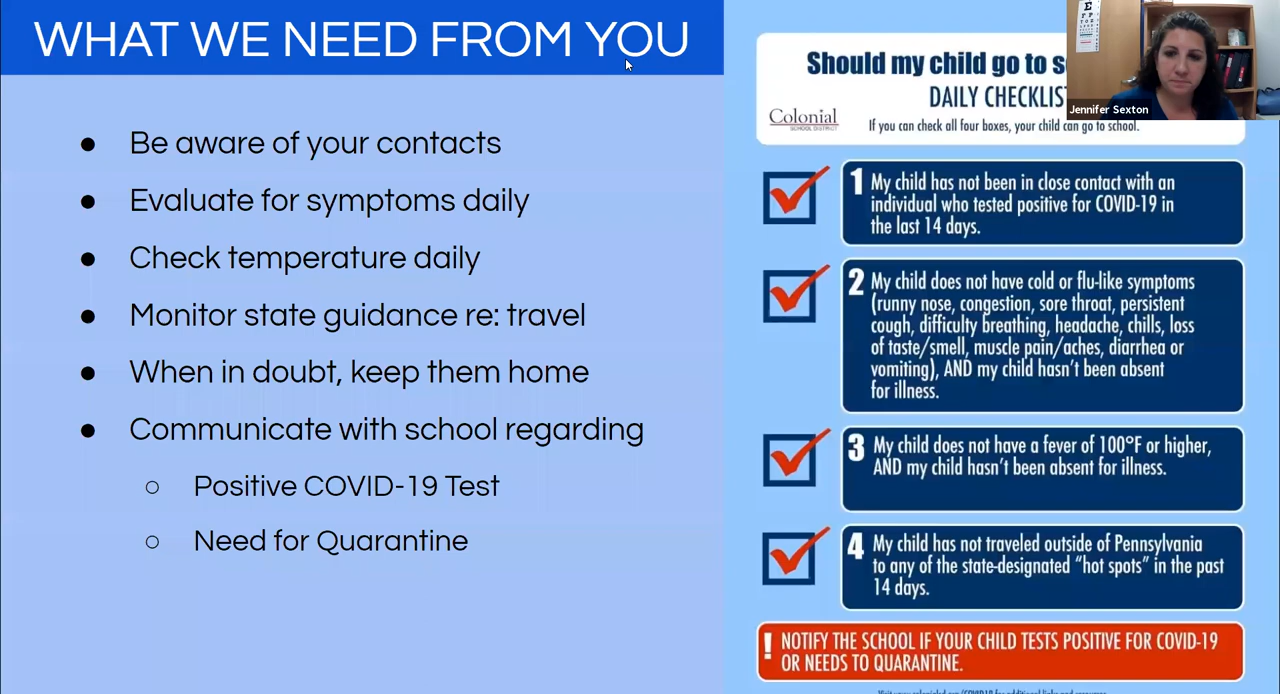 WHAT WE NEED FROM YOU
● Be aware of your contacts
● Evaluate for symptoms daily
● Check temperature daily
● Monitor state guidance re: travel
● When in doubt, keep them home
● Communicate with school regarding
○ Positive COVID-19 Test
○ Need for Quarantine
Should my child go to s
DAILY CHECKLIST
Colonial
SCHOOL DISTRICT
If you can check all four boxes, your child can go to school.
E
Jennifer Sexton
1 My child has not been in close contact with an
individual who tested positive for COVID-19 in
the last 14 days.
2 My child does not have cold or flu-like symptoms
(runny nose, congestion, sore throat, persistent
cough, difficulty breathing, headache, chills, loss
of taste/smell, muscle pain/aches, diarrhea or
vomiting), AND my child hasn't been absent
for illness.
3 My child does not have a fever of 100°F or higher,
AND my child hasn't been absent for illness.
4 My child has not traveled outside of Pennsylvania
to any of the state-designated "hot spots" in the past
14 days.
! NOTIFY THE SCHOOL IF YOUR CHILD TESTS POSITIVE FOR COVID-19
OR NEEDS TO QUARANTINE.